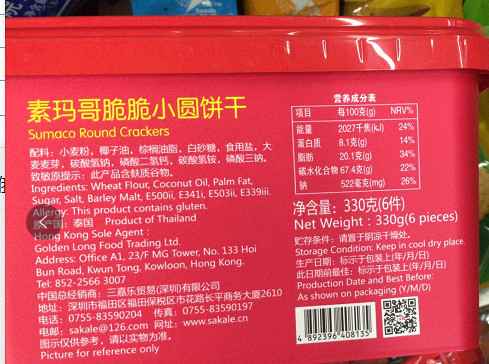 素玛哥脆脆小圆饼干
Sumaco Round Crackers
配料：小麦粉，椰子油，棕榈油脂，白砂糖，食用盐，大
麦麦芽，碳酸氢钠，磷酸二氢钙，碳酸氢铵，磷酸三钠。
致敏原提示：此产品含麸质谷物。
Ingredients: Wheat Flour, Coconut Oil, Palm Fat,
Sugar, Salt, Barley Malt, E500ii, E341i, E503ii, E339iii.
Allergy: This product contains gluten.
原产国：泰国 Product of Thailand
Hong Kong Sole Agent :
Golden Long Food Trading Ltd.
Address: Office A1, 23/F MG Tower, No. 133 Hoi
Bun Road, Kwun Tong, Kowloon, Hong Kong.
Tel: 852-2566 3007
中国总经销商：三嘉乐贸易(深圳)有限公司
地址：深圳市福田区福田保税区市花路长平商务大厦2610
电话：0755-83590204 传真：0755-83590197
电邮：sakale@126.com 网址：www.sakale.cn
图示仅供参考，请以实物为准。
Picture for reference only
营养成分表
项目 每100克(g) NRV%
能量 2027千焦(kJ) 24%
蛋白质 8.1克(g) 14%
脂肪 20.1克(g) 34%
碳水化合物 67.4克(g) 22%
钠 522毫克(mg) 26%
净含量：330克(6件)
Net Weight : 330g(6 pieces)
贮存条件：请置于阴凉干燥处。
Storage Condition: Keep in cool dry place.
生产日期：标示于包装上(年/月/日)
此日期前最佳：标示于包装上(年/月/日)
Production Date and Best Before:
As shown on packaging (Y/M/D)
4 892396 408135